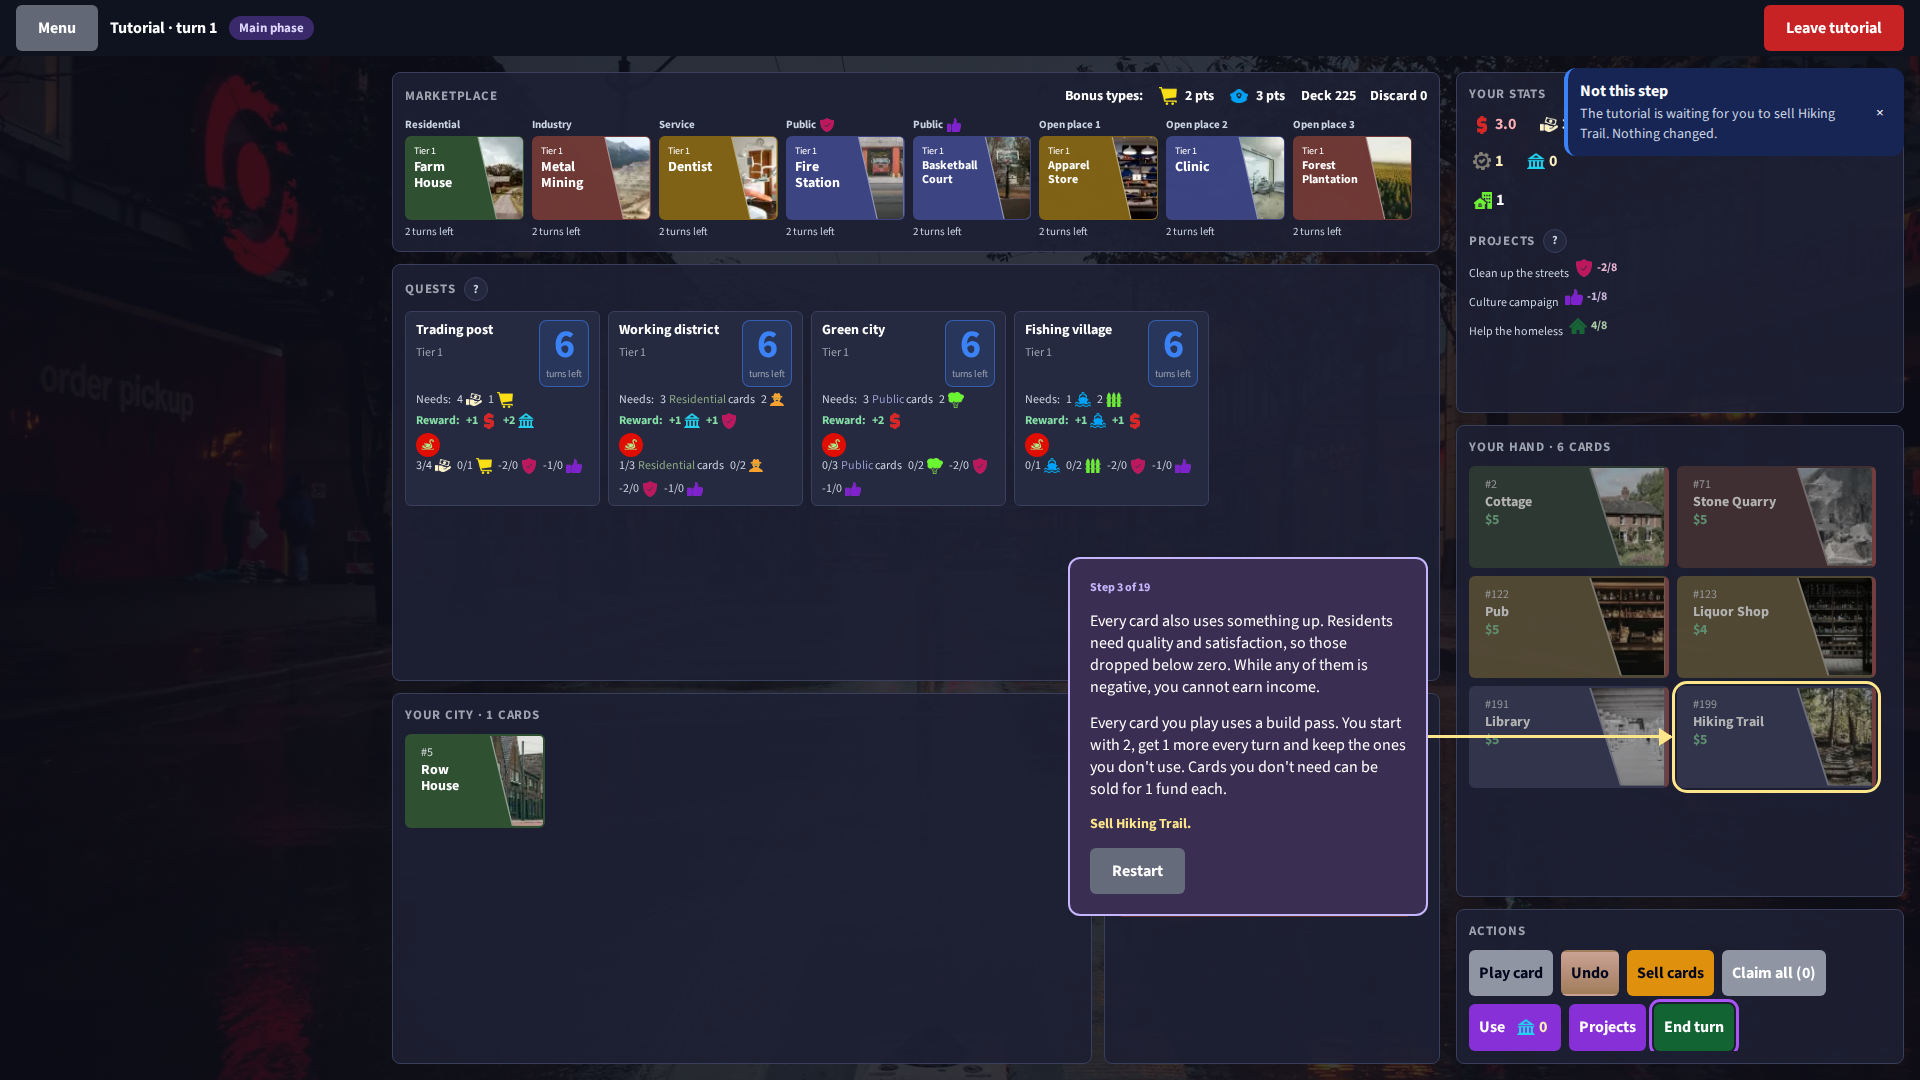 Menu
Tutorial · turn 1
Main phase
Leave tutorial
MARKETPLACE
Bonus types: 2 pts 3 pts Deck 225 Discard 0
Residential
Tier 1
Farm
House
2 turns left
Industry
Tier 1
Metal
Mining
2 turns left
Service
Tier 1
Dentist
2 turns left
Public
Tier 1
Fire
Station
2 turns left
Public
Tier 1
Basketball
Court
2 turns left
Open place 1
Tier 1
Apparel
Store
2 turns left
Open place 2
Tier 1
Clinic
2 turns left
Open place 3
Tier 1
Forest
Plantation
2 turns left
YOUR STATS
3.0
1 0
1
Not this step
The tutorial is waiting for you to sell Hiking
Trail. Nothing changed.
×
PROJECTS ?
Clean up the streets -2/8
Culture campaign -1/8
Help the homeless 4/8
QUESTS ?
Trading post
Tier 1
6
turns left
Needs: 4 1
Reward: +1 +2
3/4 0/1 -2/0 -1/0
Working district
Tier 1
6
turns left
Needs: 3 Residential cards 2
Reward: +1 +1
1/3 Residential cards 0/2
-2/0 -1/0
Green city
Tier 1
6
turns left
Needs: 3 Public cards 2
Reward: +2
0/3 Public cards 0/2 -2/0
-1/0
Fishing village
Tier 1
6
turns left
Needs: 1 2
Reward: +1 +1
0/1 0/2 -2/0 -1/0
YOUR HAND · 6 CARDS
#2
Cottage
$5
#71
Stone Quarry
$5
#122
Pub
$5
#123
Liquor Shop
$4
#191
Library
$5
#199
Hiking Trail
$5
Step 3 of 19
Every card also uses something up. Residents
need quality and satisfaction, so those
dropped below zero. While any of them is
negative, you cannot earn income.
Every card you play uses a build pass. You start
with 2, get 1 more every turn and keep the ones
you don't use. Cards you don't need can be
sold for 1 fund each.
Sell Hiking Trail.
Restart
YOUR CITY · 1 CARDS
#5
Row
House
ACTIONS
Play card
Undo
Sell cards
Claim all (0)
Use 0
Projects
End turn
order pickup